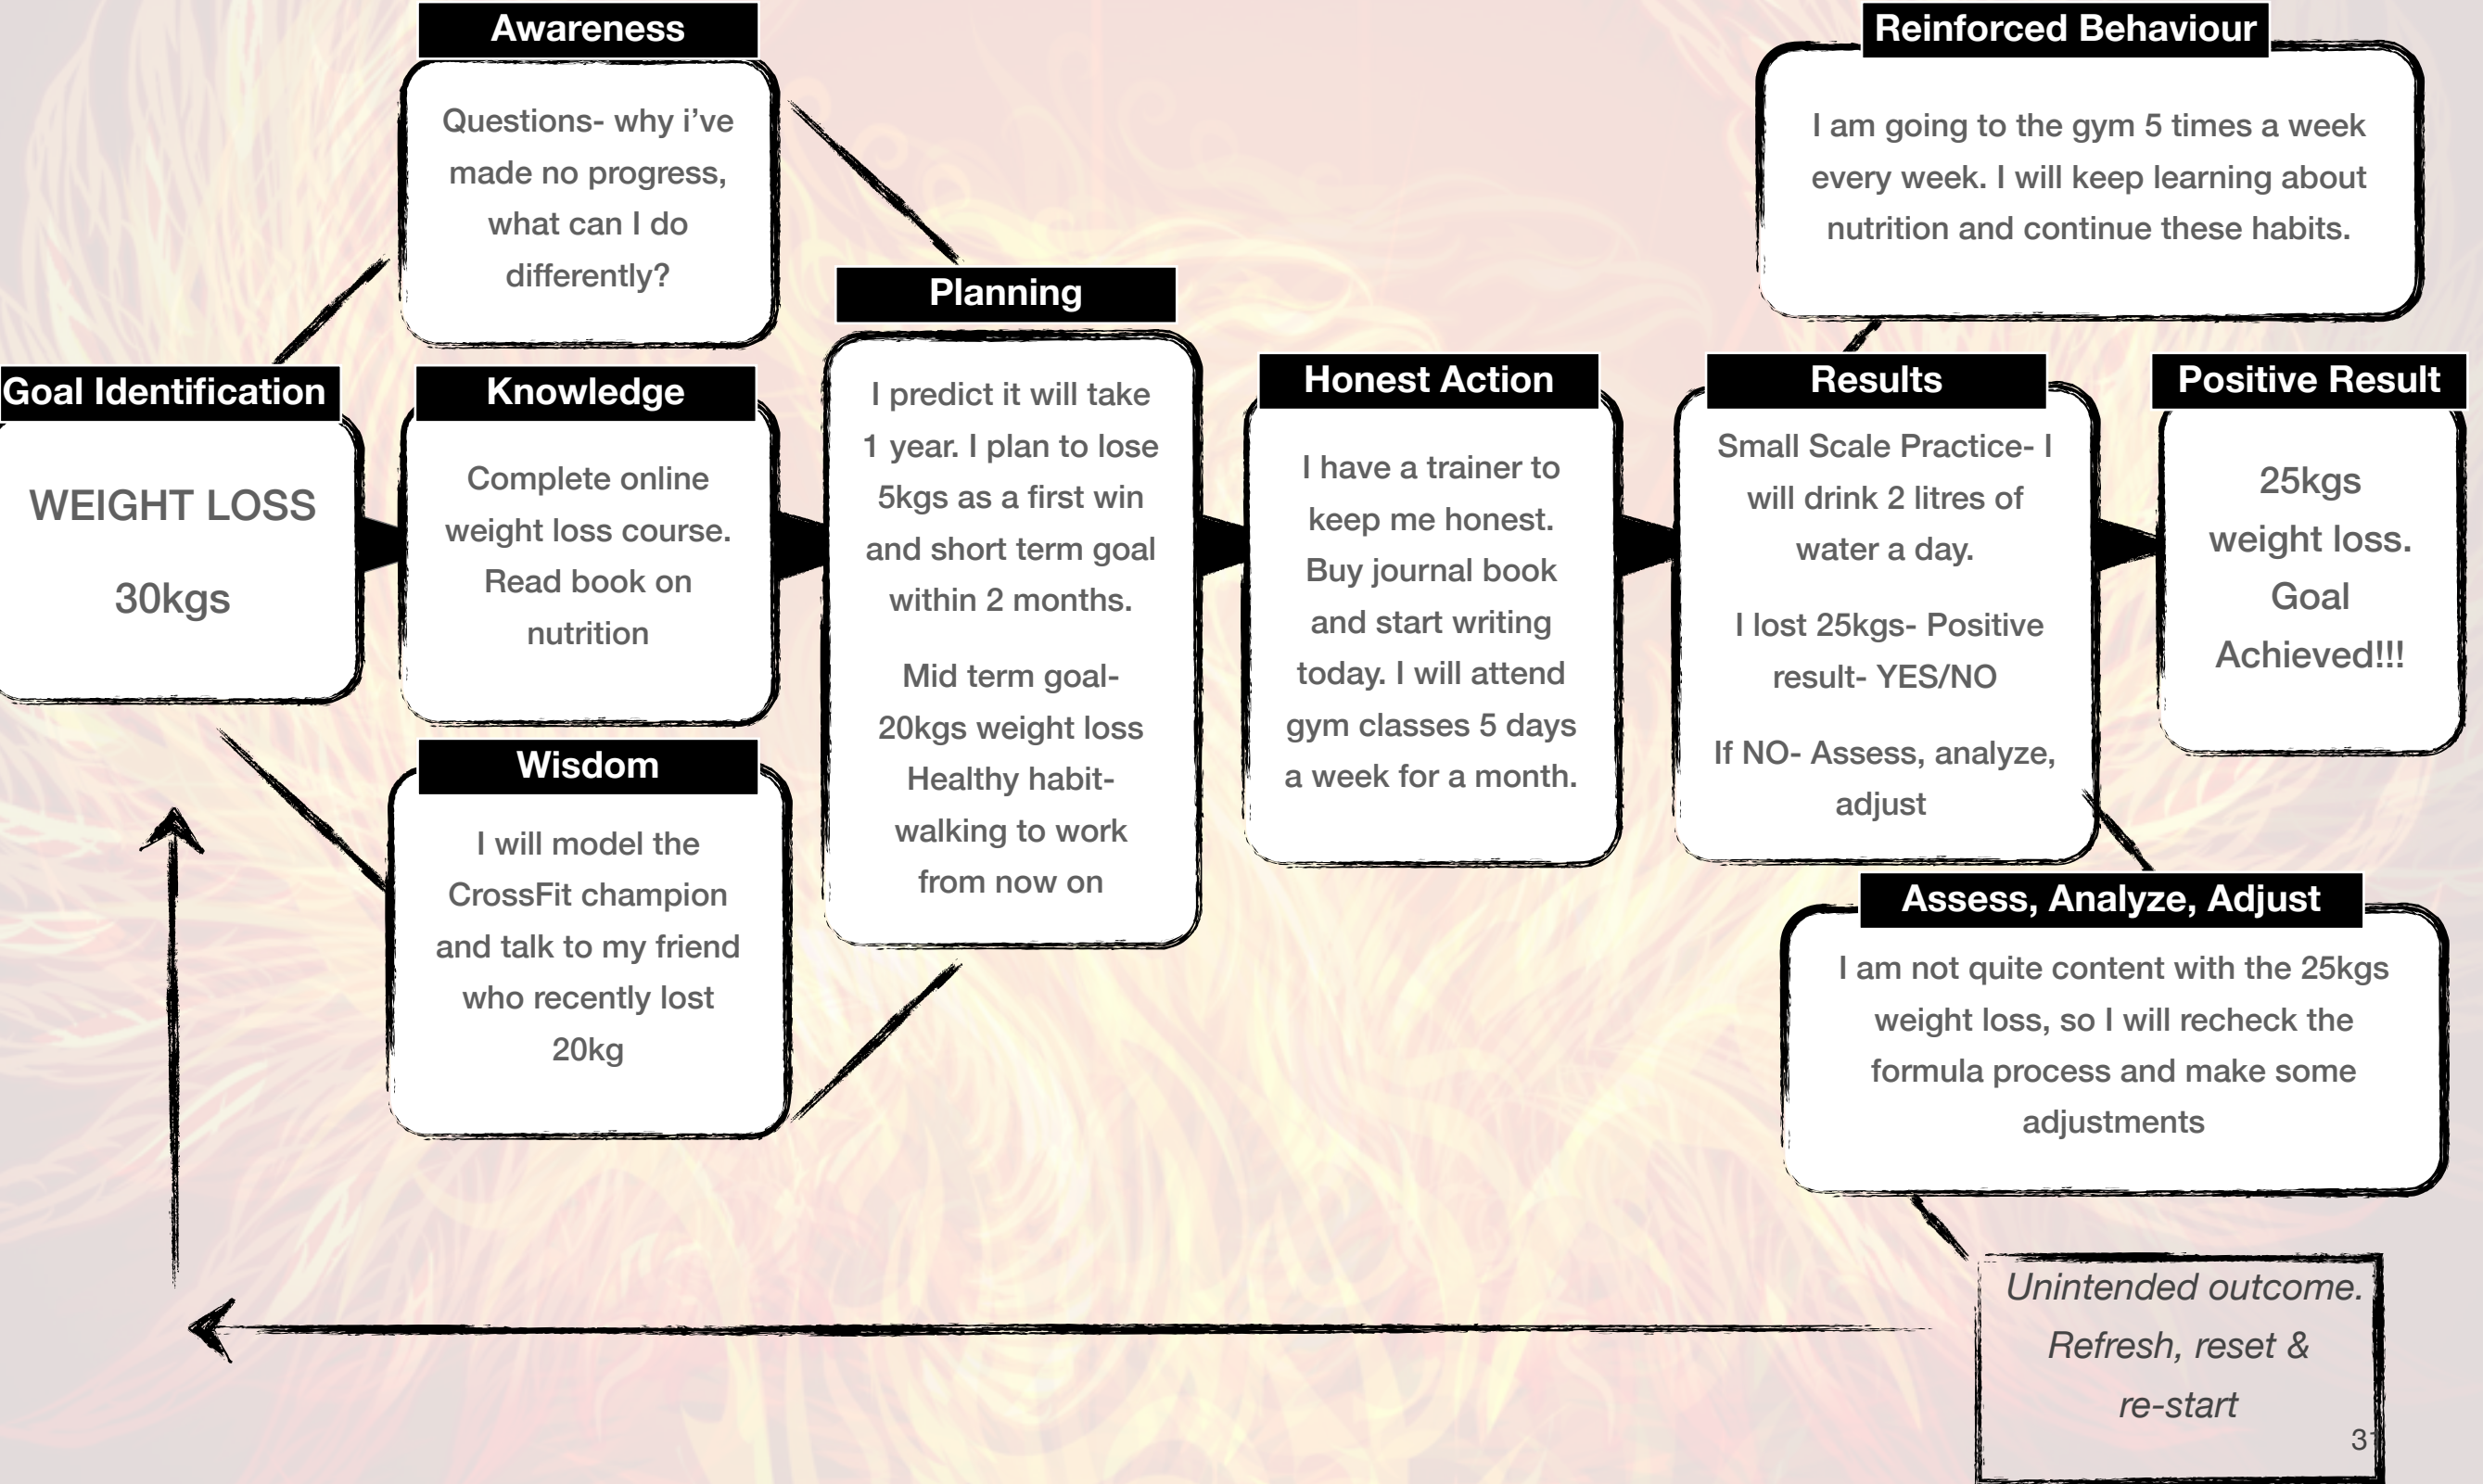 Awareness
Questions- why i've
made no progress,
what can I do
differently?
Reinforced Behaviour
I am going to the gym 5 times a week
every week. I will keep learning about
nutrition and continue these habits.
Goal Identification
WEIGHT LOSS
30kgs
Knowledge
Complete online
weight loss course.
Read book on
nutrition
Wisdom
I will model the
CrossFit champion
and talk to my friend
who recently lost
20kg
Planning
I predict it will take
1 year. I plan to lose
5kgs as a first win
and short term goal
within 2 months.
Mid term goal-
20kgs weight loss
Healthy habit-
walking to work
from now on
Honest Action
I have a trainer to
keep me honest.
Buy journal book
and start writing
today. I will attend
gym classes 5 days
a week for a month.
Results
Small Scale Practice- I
will drink 2 litres of
water a day.
I lost 25kgs- Positive
result- YES/NO
If NO- Assess, analyze,
adjust
Positive Result
25kgs
weight loss.
Goal
Achieved!!!
Assess, Analyze, Adjust
I am not quite content with the 25kgs
weight loss, so I will recheck the
formula process and make some
adjustments
Unintended outcome.
Refresh, reset &
re-start
31